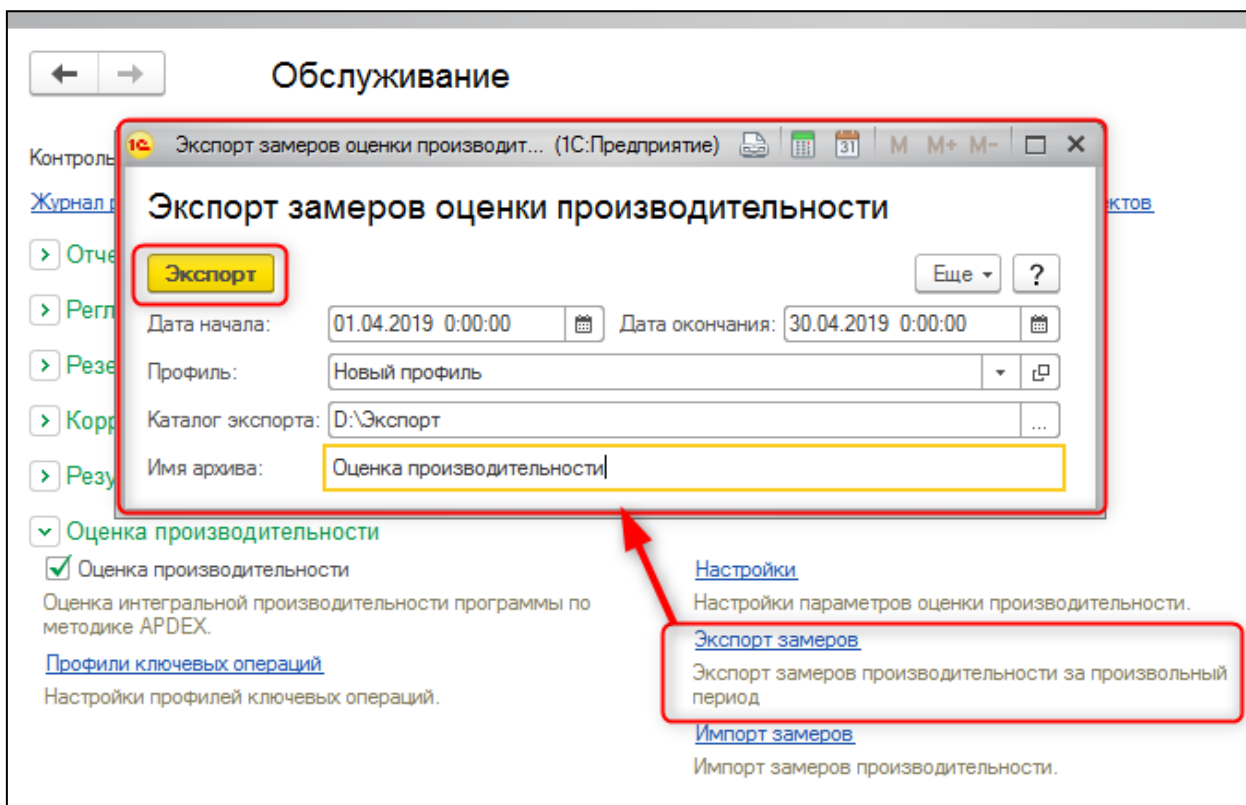 Обслуживание
1С Экспорт замеров оценки производит... (1С:Предприятие) 31 M M+ M-
Контроль
Журнал р
ектов
Экспорт замеров оценки производительности
Отче
Экспорт Еще ?
Регл
Дата начала: 01.04.2019 0:00:00 Дата окончания: 30.04.2019 0:00:00
Резе
Профиль: Новый профиль
Корр
Каталог экспорта: D:\Экспорт ...
Резу
Имя архива: Оценка производительности
Оценка производительности
Оценка производительности
Оценка интегральной производительности программы по
методике APDEX.
Профили ключевых операций
Настройки профилей ключевых операций.
Настройки
Настройки параметров оценки производительности.
Экспорт замеров
Экспорт замеров производительности за произвольный
период
Импорт замеров
Импорт замеров производительности.